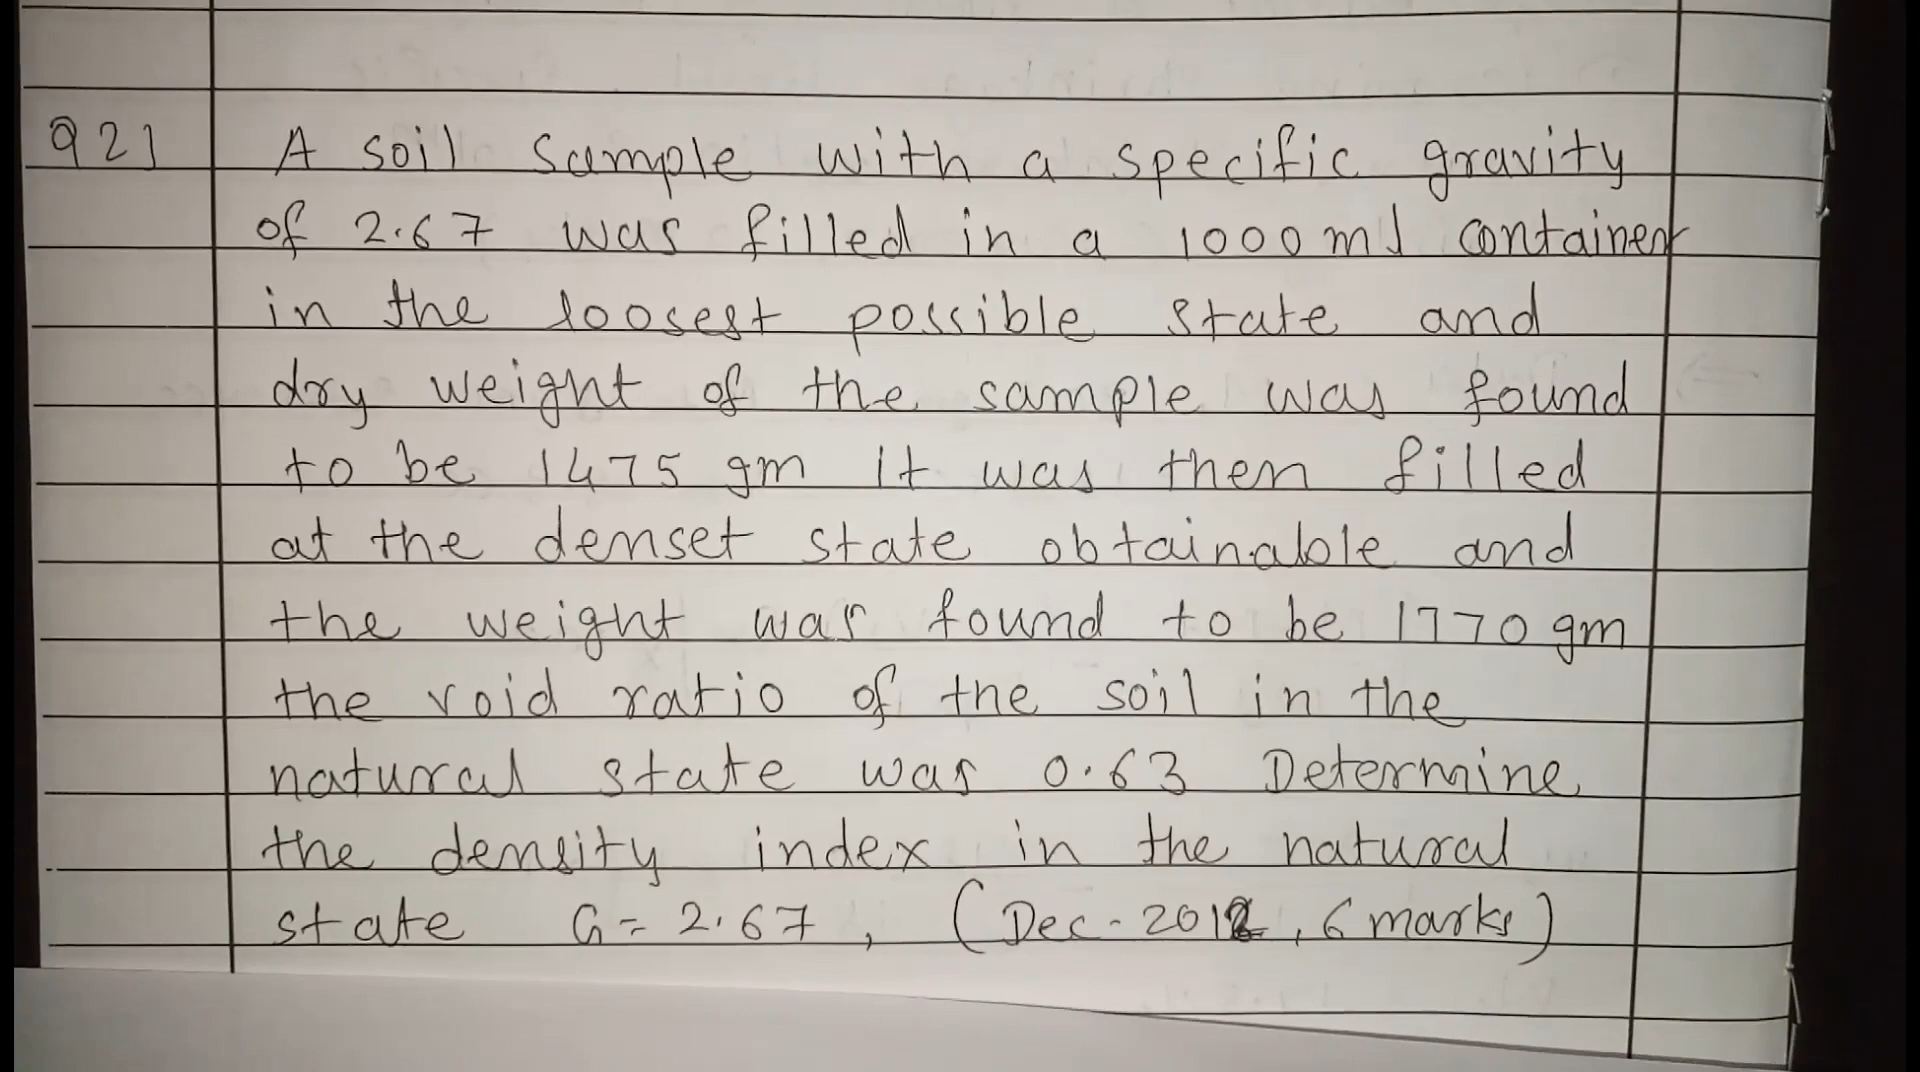 Q2]
A soil sample with a specific gravity
of 2.67 was filled in a 1000 ml container
in the loosest possible state and
dry weight of the sample was found
to be 1475 gm It was then filled
at the denset state obtainable and
the weight was found to be 1770 gm
the void ratio of the soil in the
natural state was 0.63 Determine
the density index in the natural
state G = 2.67, (Dec-2012, 6 marks)